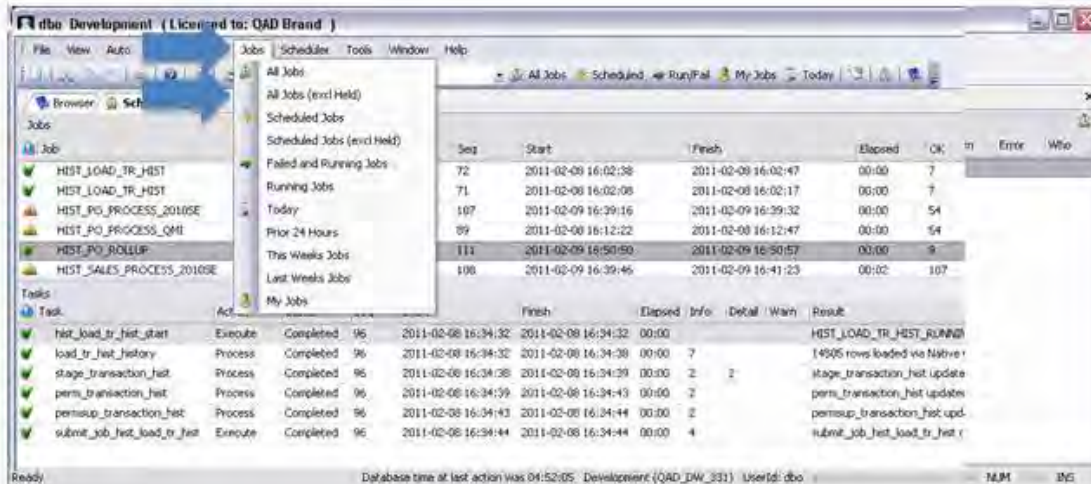 dbo Development ( Licensed to: QAD Brand )
File View Auto Jobs Scheduler Tools Window Help
All Jobs Scheduled Run/Fail My Jobs Today
Browser Sch
Jobs
Job Seq Start Finish Elapsed OK Error Who
HIST_LOAD_TR_HIST 72 2011-02-08 16:02:38 2011-02-08 16:02:47 00:00 7
HIST_LOAD_TR_HIST 71 2011-02-08 16:02:08 2011-02-08 16:02:17 00:00 7
HIST_PO_PROCESS_2010SE 107 2011-02-09 16:39:16 2011-02-09 16:39:32 00:00 54
HIST_PO_PROCESS_QMI 89 2011-02-08 16:12:22 2011-02-08 16:12:47 00:00 54
HIST_PO_ROLLUP 111 2011-02-09 16:50:50 2011-02-09 16:50:57 00:00 9
HIST_SALES_PROCESS_2010SE 108 2011-02-09 16:39:46 2011-02-09 16:41:23 00:02 107
All Jobs
All Jobs (excl Held)
Scheduled Jobs
Scheduled Jobs (excl Held)
Failed and Running Jobs
Running Jobs
Today
Prior 24 Hours
This Weeks Jobs
Last Weeks Jobs
My Jobs
Tasks
Task Finish Elapsed Info Detail Warn Result
hist_load_tr_hist_start Execute Completed 96 2011-02-08 16:34:32 2011-02-08 16:34:32 00:00 HIST_LOAD_TR_HIST_RUNNIN
load_tr_hist_history Process Completed 96 2011-02-08 16:34:32 2011-02-08 16:34:38 00:00 7 14505 rows loaded via Native
stage_transaction_hist Process Completed 96 2011-02-08 16:34:38 2011-02-08 16:34:39 00:00 2 2 stage_transaction_hist update
perm_transaction_hist Process Completed 96 2011-02-08 16:34:39 2011-02-08 16:34:43 00:00 2 perm_transaction_hist update
permsup_transaction_hist Process Completed 96 2011-02-08 16:34:43 2011-02-08 16:34:44 00:00 2 permsup_transaction_hist upd
submit_job_hist_load_tr_hist Execute Completed 96 2011-02-08 16:34:44 2011-02-08 16:34:44 00:00 4 submit_job_hist_load_tr_hist r
Ready Database time at last action was 04:52:05 Development (QAD_DW_331) UserId: dbo NUM INS